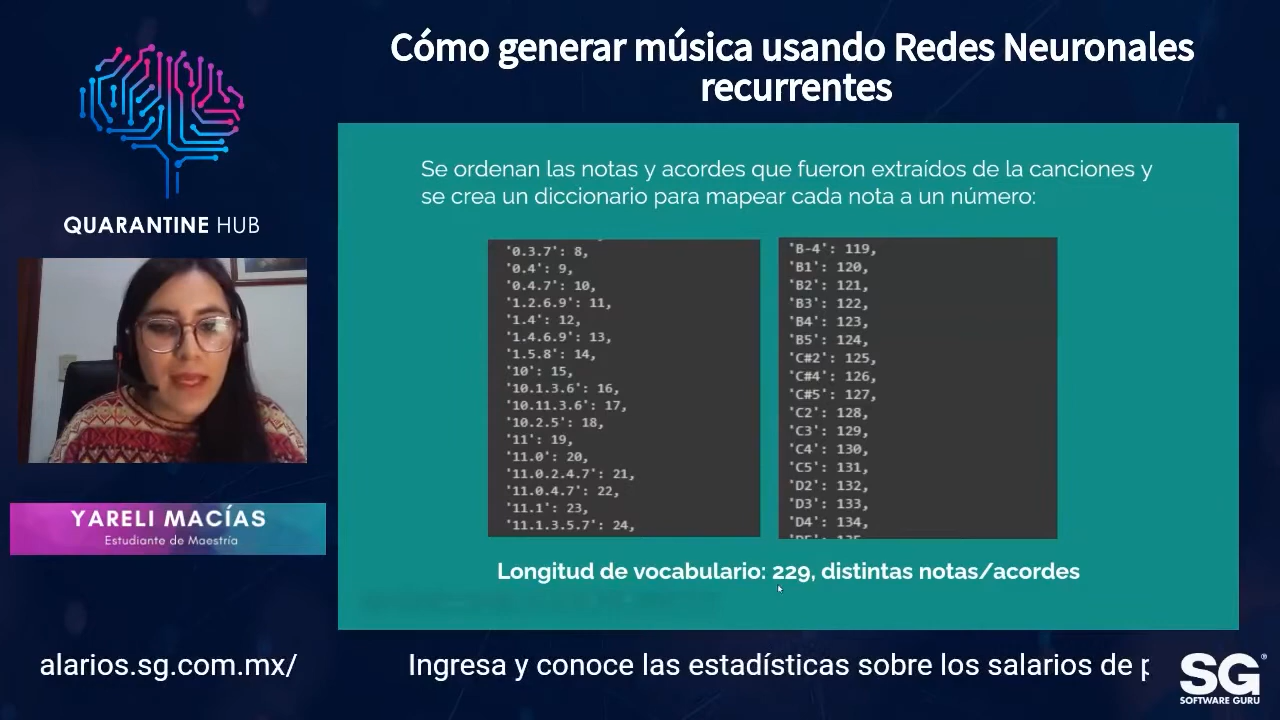 Cómo generar música usando Redes Neuronales
recurrentes
QUARANTINE HUB
YARELI MACÍAS
Estudiante de Maestría
Se ordenan las notas y acordes que fueron extraídos de la canciones y
se crea un diccionario para mapear cada nota a un número:
'0.3.7': 8,
'0.4': 9,
'0.4.7': 10,
'1.2.6.9': 11,
'1.4': 12,
'1.4.6.9': 13,
'1.5.8': 14,
'10': 15,
'10.1.3.6': 16,
'10.11.3.6': 17,
'10.2.5': 18,
'11': 19,
'11.0': 20,
'11.0.2.4.7': 21,
'11.0.4.7': 22,
'11.1': 23,
'11.1.3.5.7': 24,
'B-4': 119,
'B1': 120,
'B2': 121,
'B3': 122,
'B4': 123,
'B5': 124,
'C#2': 125,
'C#4': 126,
'C#5': 127,
'C2': 128,
'C3': 129,
'C4': 130,
'C5': 131,
'D2': 132,
'D3': 133,
'D4': 134,
Longitud de vocabulario: 229, distintas notas/acordes
alarios.sg.com.mx/
Ingresa y conoce las estadísticas sobre los salarios de p
SG®
SOFTWARE GURU